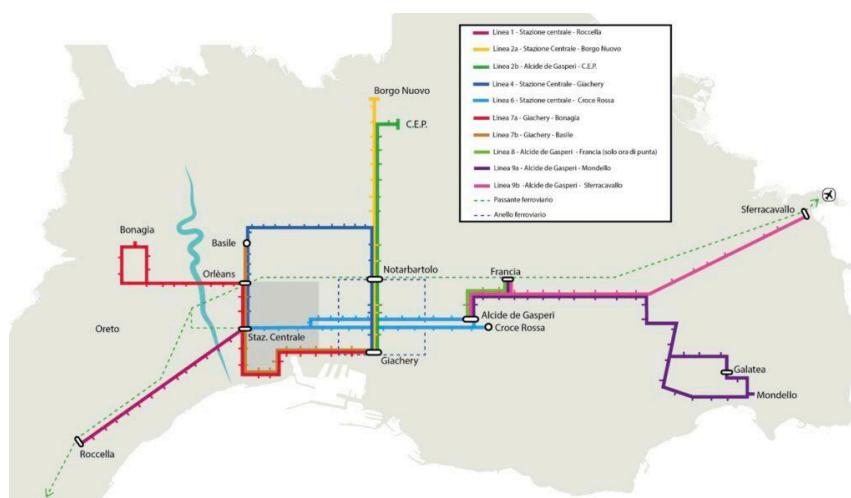 Linea 1 - Stazione centrale - Roccella
Linea 2a - Stazione Centrale - Borgo Nuovo
Linea 2b - Alcide de Gasperi - C.E.P.
Linea 4 - Stazione Centrale - Giachery
Linea 6 - Stazione centrale - Croce Rossa
Linea 7a - Giachery - Bonagia
Linea 7b - Giachery - Basile
Linea 8 - Alcide de Gasperi - Francia (solo ora di punta)
Linea 9a - Alcide de Gasperi - Mondello
Linea 9b - Alcide de Gasperi - Sferracavallo
Passante ferroviario
Anello ferroviario
Borgo Nuovo
C.E.P.
Sferracavallo
Bonagia
Basile
Orlèans
Notarbartolo
Francia
Alcide de Gasperi
Croce Rossa
Oreto
Staz. Centrale
Giachery
Galatea
Mondello
Roccella